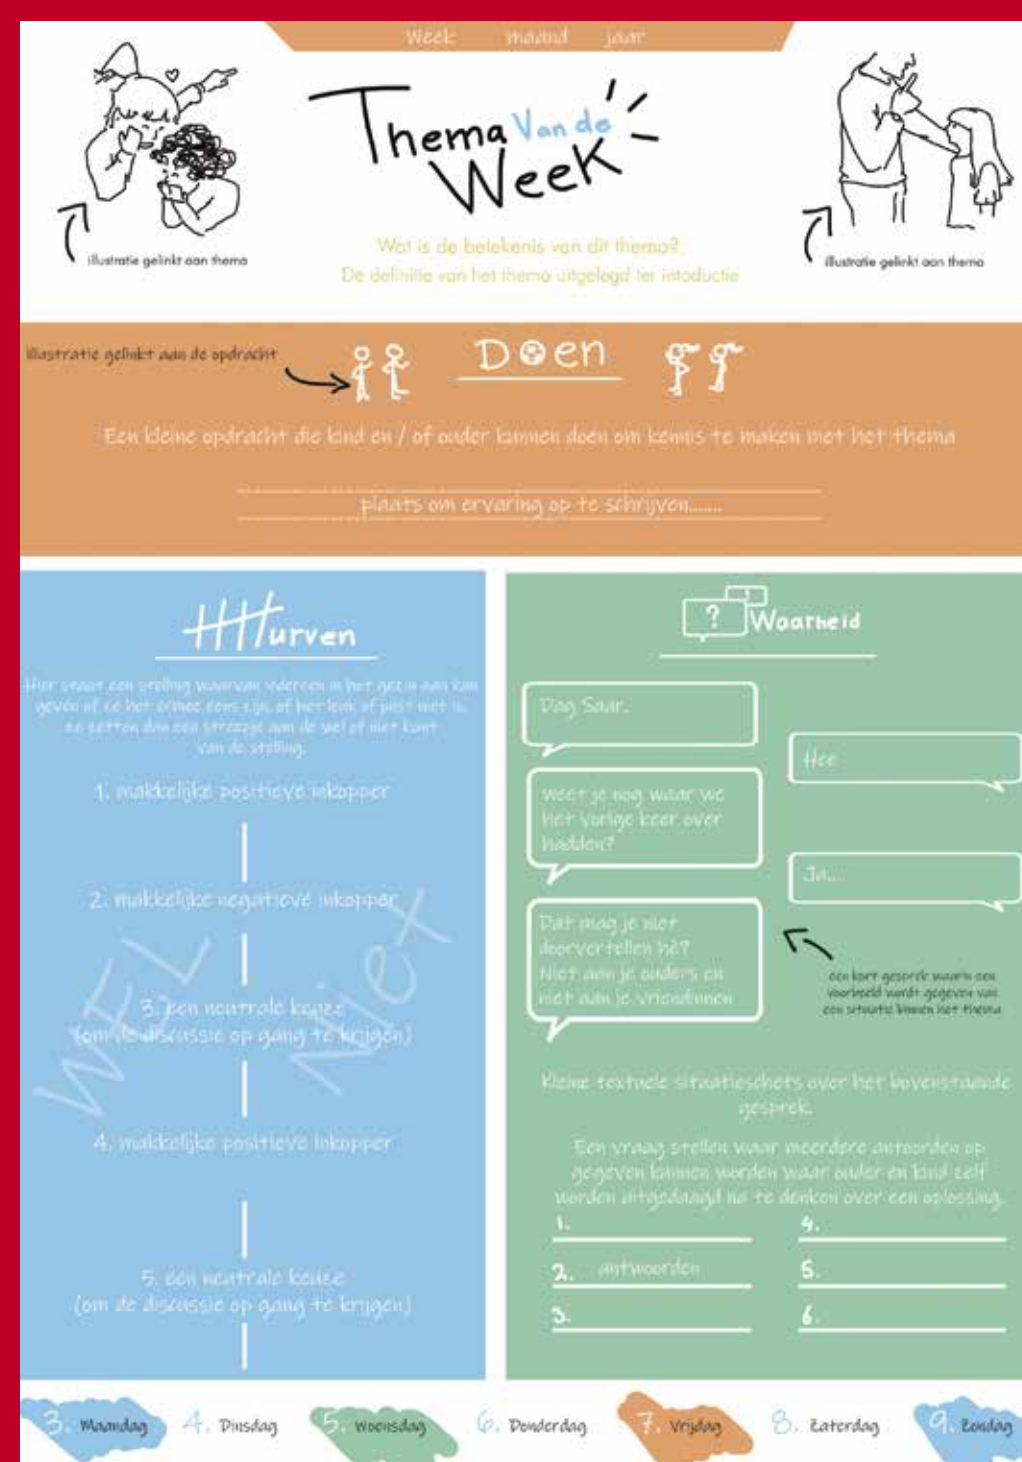 Week maand jaar
Thema Van de
Week
illustratie gelinkt aan thema
illustratie gelinkt aan thema
Wat is de betekenis van dit thema?
De definitie van het thema uitgelegd ter intoductie
illustratie gelinkt aan de opdracht
Doen
Een kleine opdracht die kind en / of ouder kunnen doen om kennis te maken met het thema
plaats om ervaring op te schrijven.......
Turven
Hier staat een stelling waarvan iedereen in het gezin aan kan
geven of ze het ermee eens zijn, of het leuk of juist niet is.
ze zetten dan een streepje aan de wel of niet kant
van de stelling.
1. makkelijke positieve inkopper
2. makkelijke negatieve inkopper
WEL
Niet
3. een neutrale keuze
(om de discussie op gang te krijgen)
4. makkelijke positieve inkopper
5. een neutrale keuze
(om de discussie op gang te krijgen)
? ! Waarheid
Dag Saar.
Hee
weet je nog waar we
het vorige keer over
hadden?
Ja...
Dat mag je niet
doorvertellen hè?
Niet aan je ouders en
niet aan je vriendinnen
een kort gesprek waarin een
voorbeeld wordt gegeven van
een situatie binnen het thema
Kleine textuele situatieschets over het bovenstaande
gesprek.
Een vraag stellen waar meerdere antwoorden op
gegeven kunnen worden waar ouder en kind zelf
worden uitgedaagd na te denken over een oplossing.
1.
2. antwoorden
3.
4.
5.
6.
3. Maandag 4. Dinsdag 5. Woensdag 6. Donderdag 7. Vrijdag 8. Zaterdag 9. Zondag